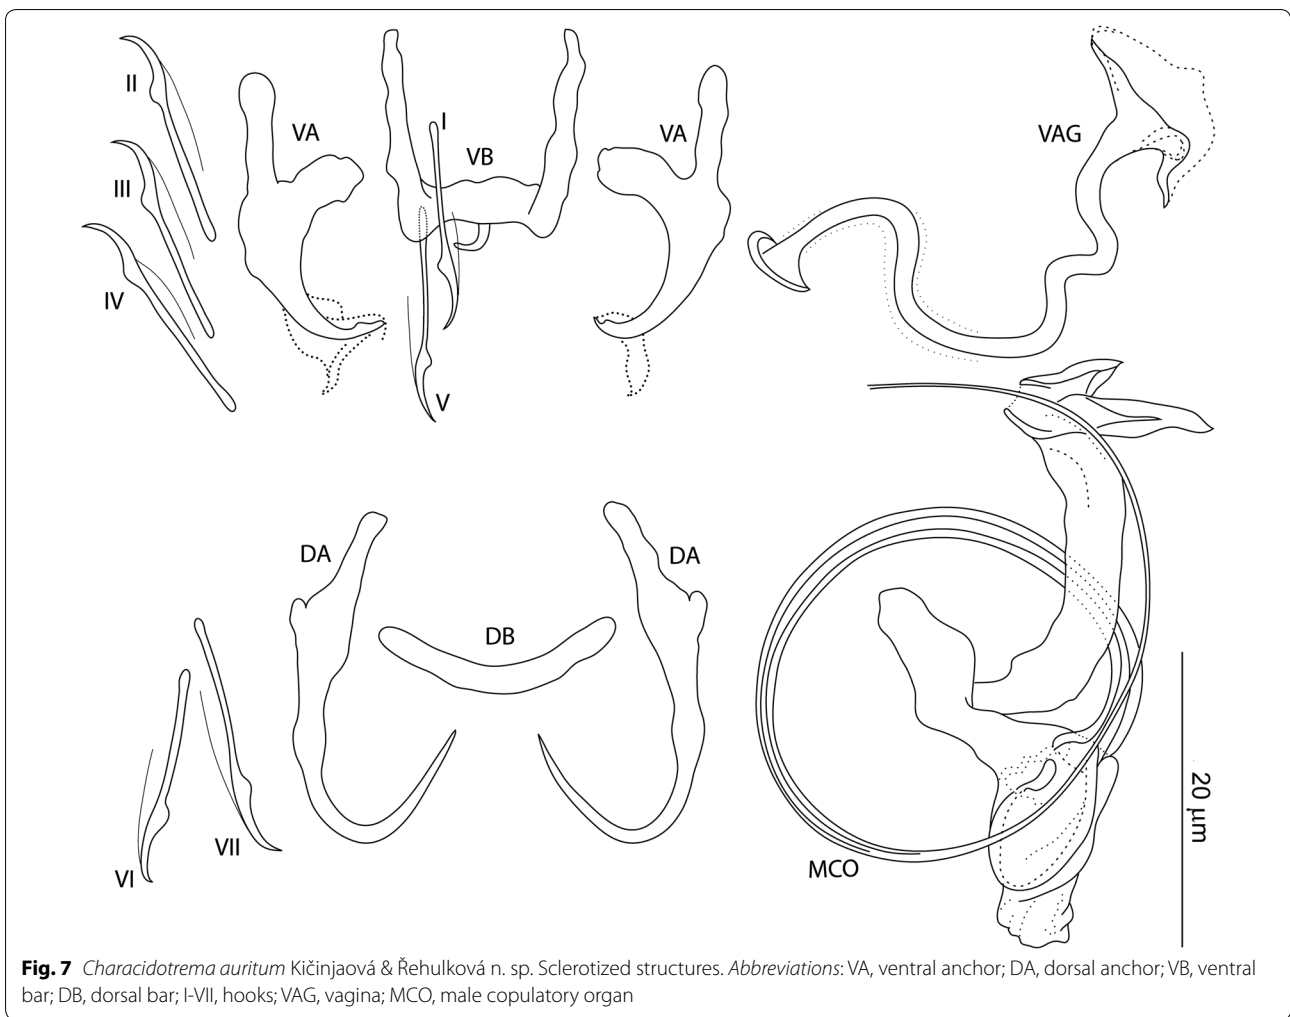 II
I
VA
VB
VA
VAG
III
IV
V
DA
DA
DB
VII
VI
MCO
20 µm
Fig. 7 Characidotrema auritum Kičinjaová & Řehulková n. sp. Sclerotized structures. Abbreviations: VA, ventral anchor; DA, dorsal anchor; VB, ventral
bar; DB, dorsal bar; I-VII, hooks; VAG, vagina; MCO, male copulatory organ